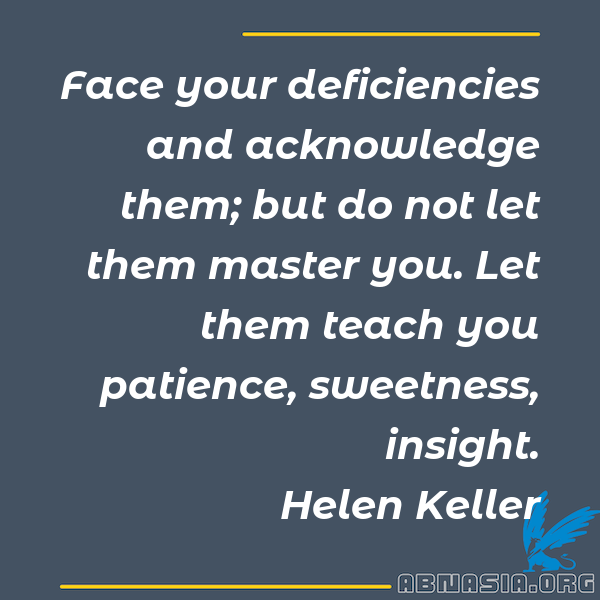 Face your deficiencies
and acknowledge
them; but do not let
them master you. Let
them teach you
patience, sweetness,
insight.
Helen Keller
ABNASIA.ORG